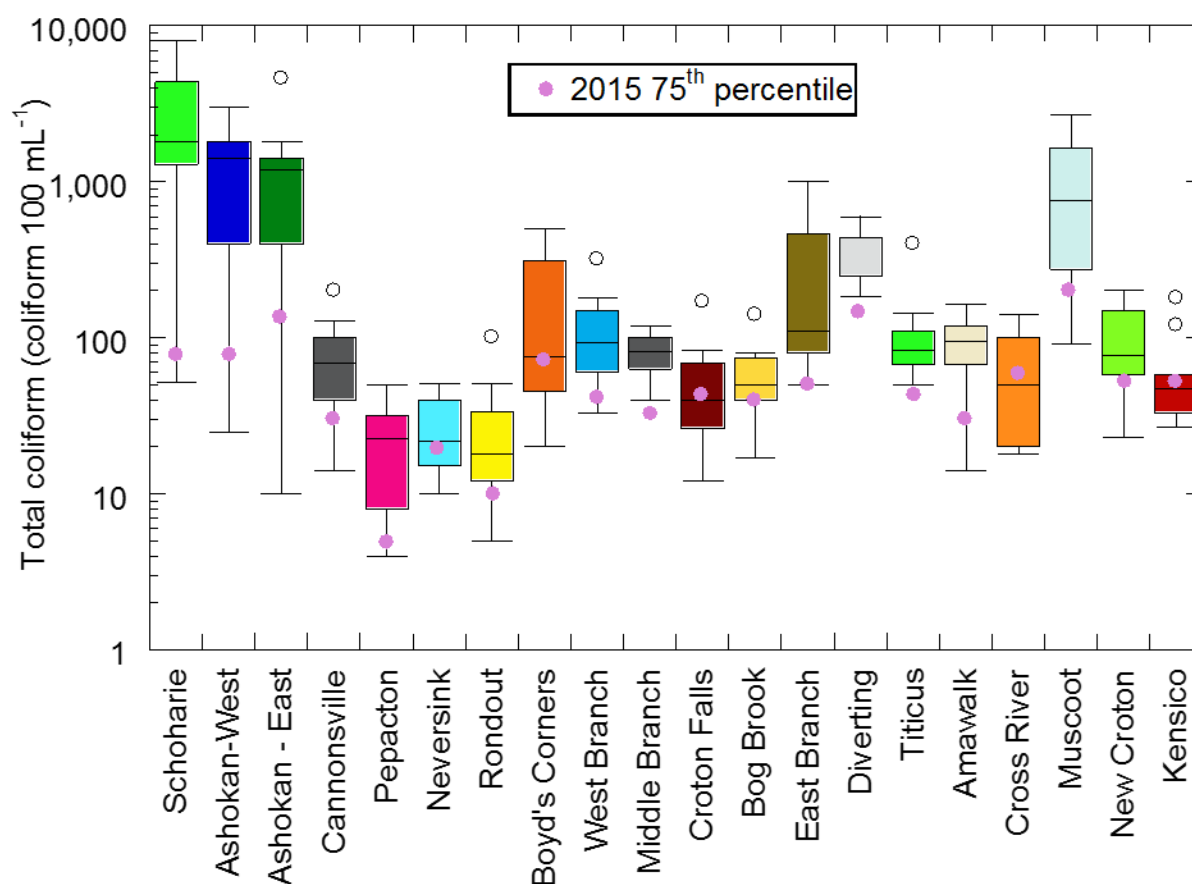 10,000
1,000
100
10
1
Total coliform (coliform 100 mL⁻¹)
2015 75th percentile
Schoharie
Ashokan-West
Ashokan - East
Cannonsville
Pepacton
Neversink
Rondout
Boyd's Corners
West Branch
Middle Branch
Croton Falls
Bog Brook
East Branch
Diverting
Titicus
Amawalk
Cross River
Muscoot
New Croton
Kensico